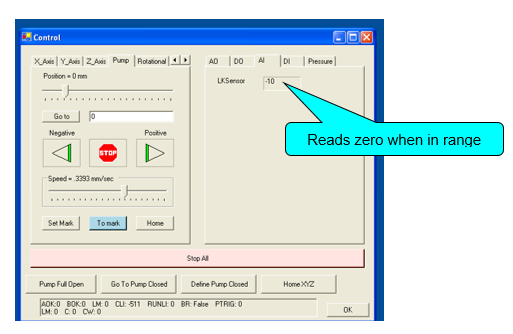 Control
X_Axis Y_Axis Z_Axis Pump Rotational
AO DO AI DI Pressure
Position = 0 mm
LKSensor -10
Go to 0
Reads zero when in range
Negative Positive
STOP
Speed = .3393 mm/sec
Set Mark To mark Home
Stop All
Pump Full Open Go To Pump Closed Define Pump Closed Home XYZ
AOK:0 BOK:0 LM: 0 CLI: -511 RUNLI: 0 BR: False PTRIG: 0
LM: 0 C: 0 CW: 0
OK